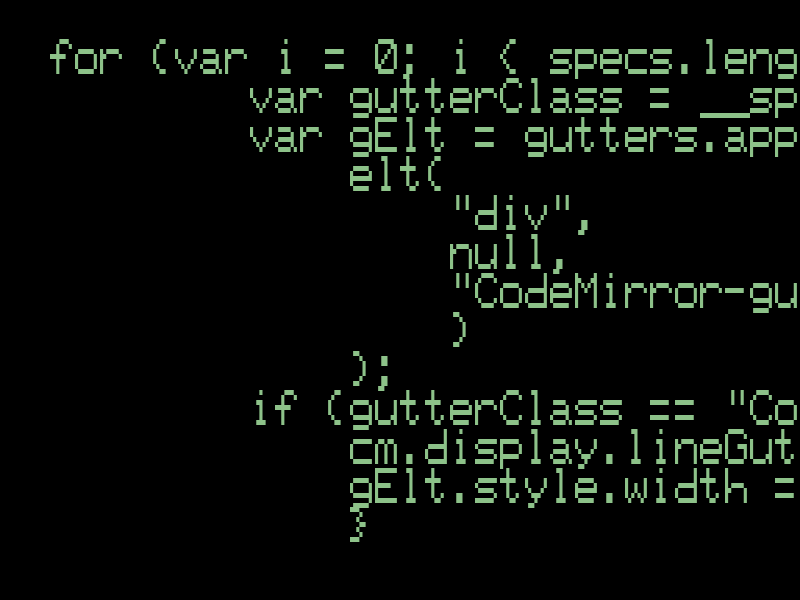 for (var i = 0; i < specs.leng
var gutterClass = __sp
var gElt = gutters.app
elt(
"div",
null,
"CodeMirror-gu
)
);
if (gutterClass == "Co
cm.display.lineGut
gElt.style.width =
}